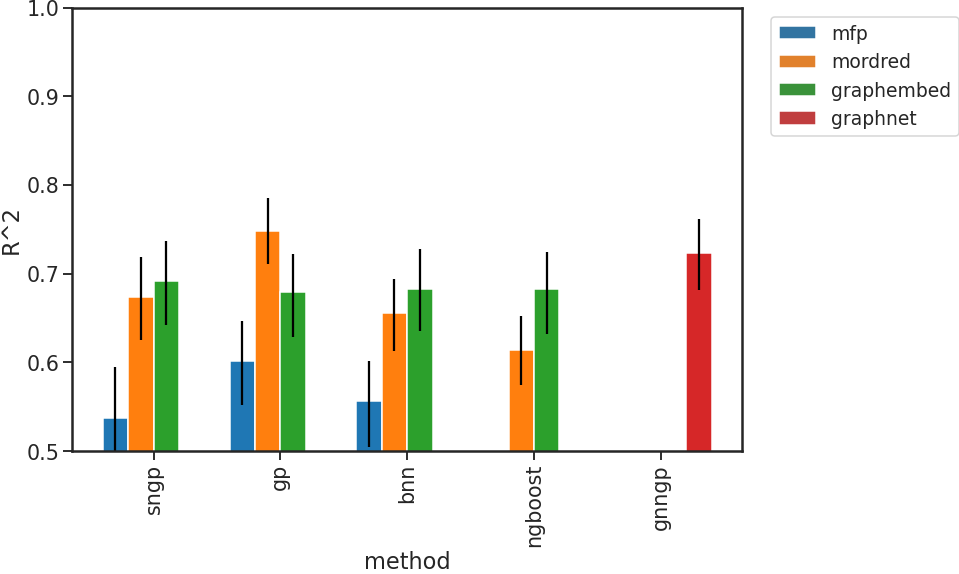 1.0
0.9
0.8
0.7
0.6
0.5
R^2
sngp
gp
bnn
ngboost
gnngp
method
mfp
mordred
graphembed
graphnet